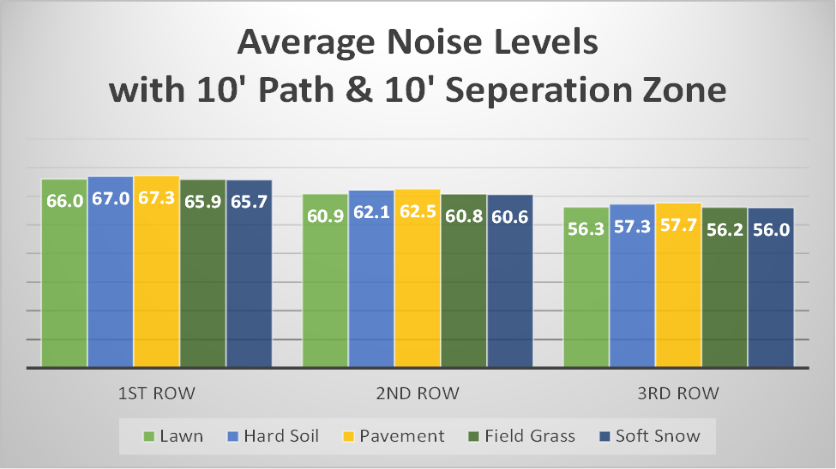 Average Noise Levels
with 10' Path & 10' Seperation Zone
66.0 67.0 67.3 65.9 65.7 60.9 62.1 62.5 60.8 60.6 56.3 57.3 57.7 56.2 56.0
1ST ROW 2ND ROW 3RD ROW
Lawn Hard Soil Pavement Field Grass Soft Snow